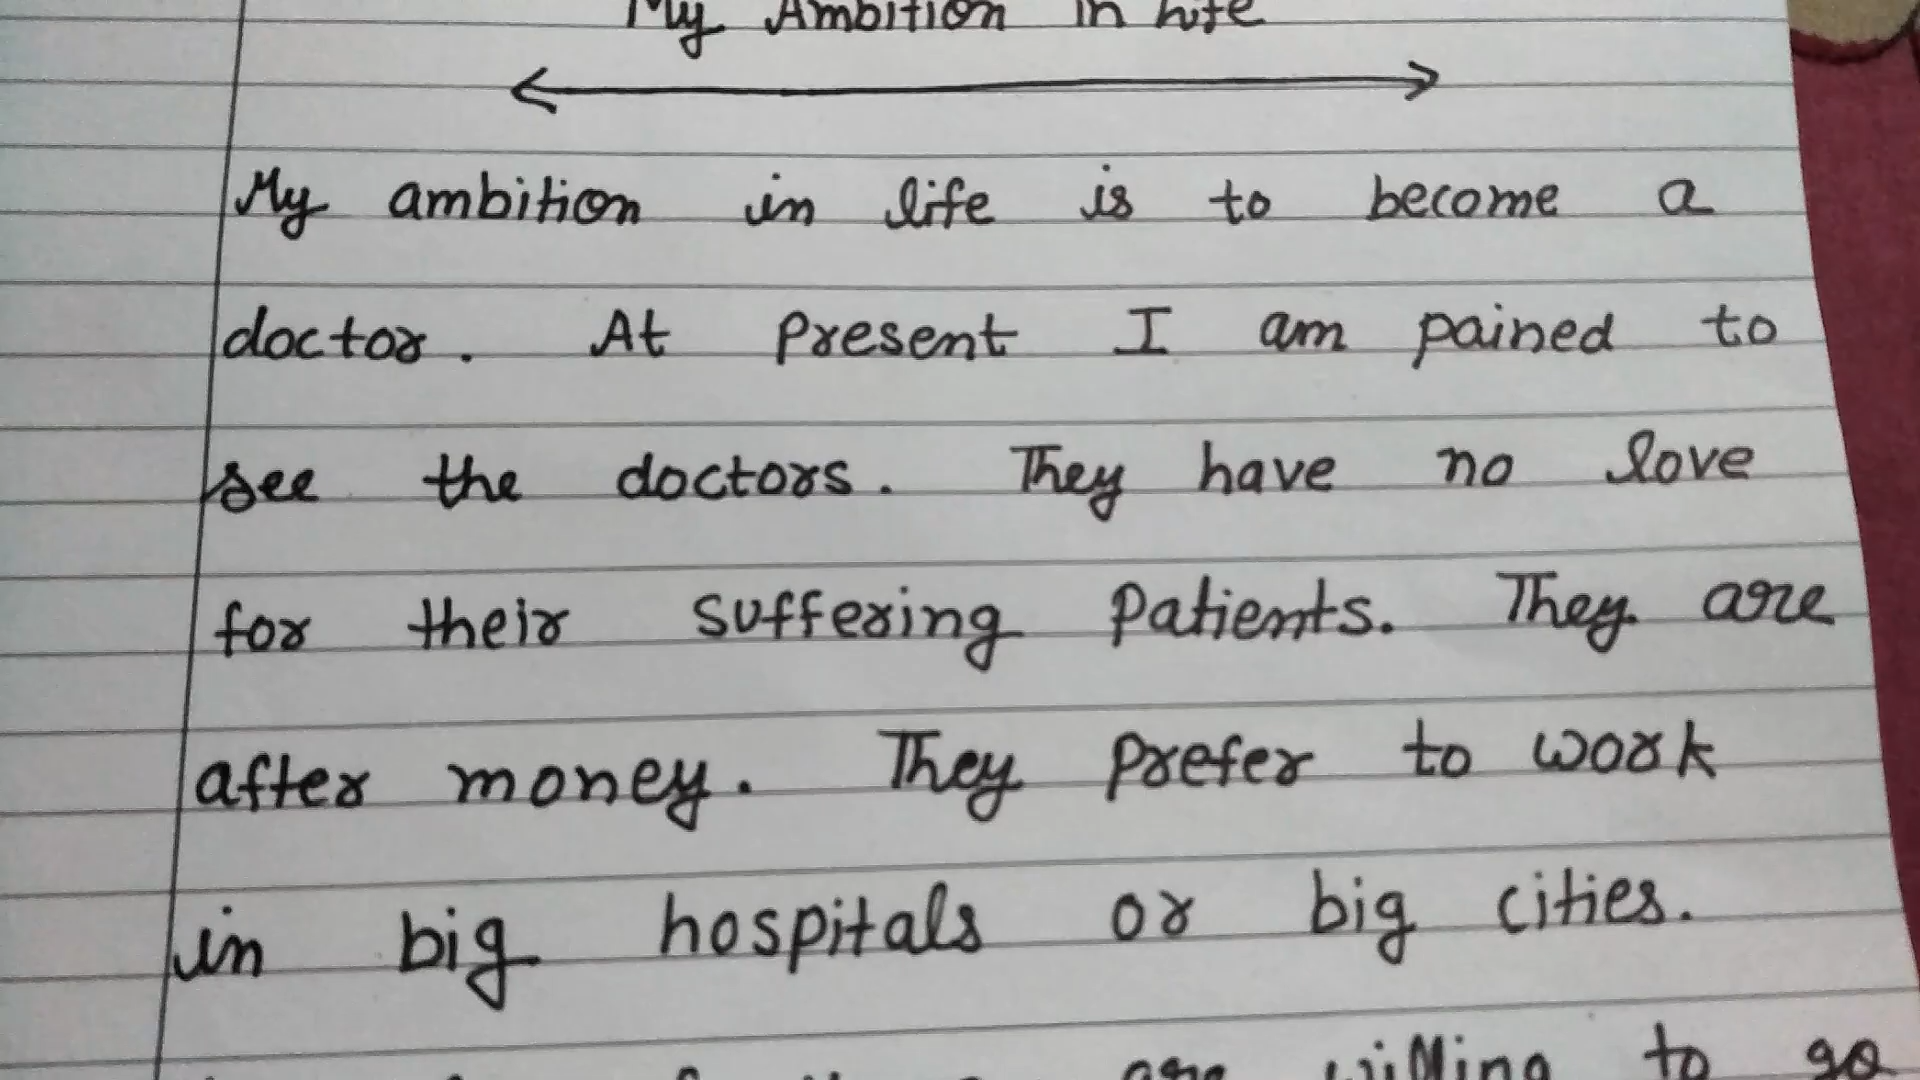 My Ambition in Life
My ambition in life is to become a
doctor. At Present I am pained to
see the doctors. They have no love
for their suffering Patients. They are
after money. They Prefer to work
in big hospitals or big cities.
are willing to go